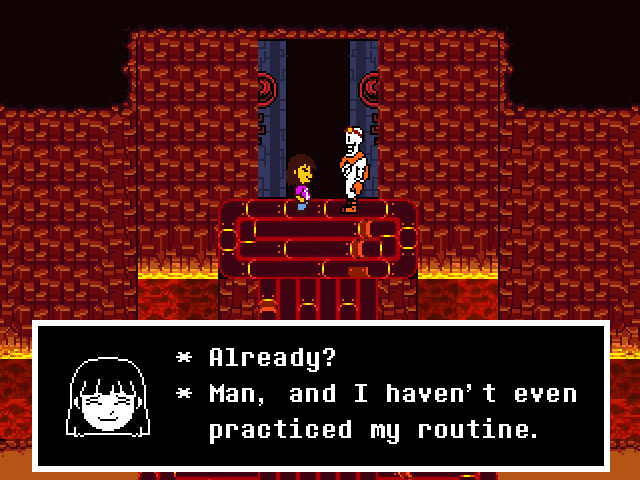 * Already?
* Man, and I haven't even
practiced my routine.